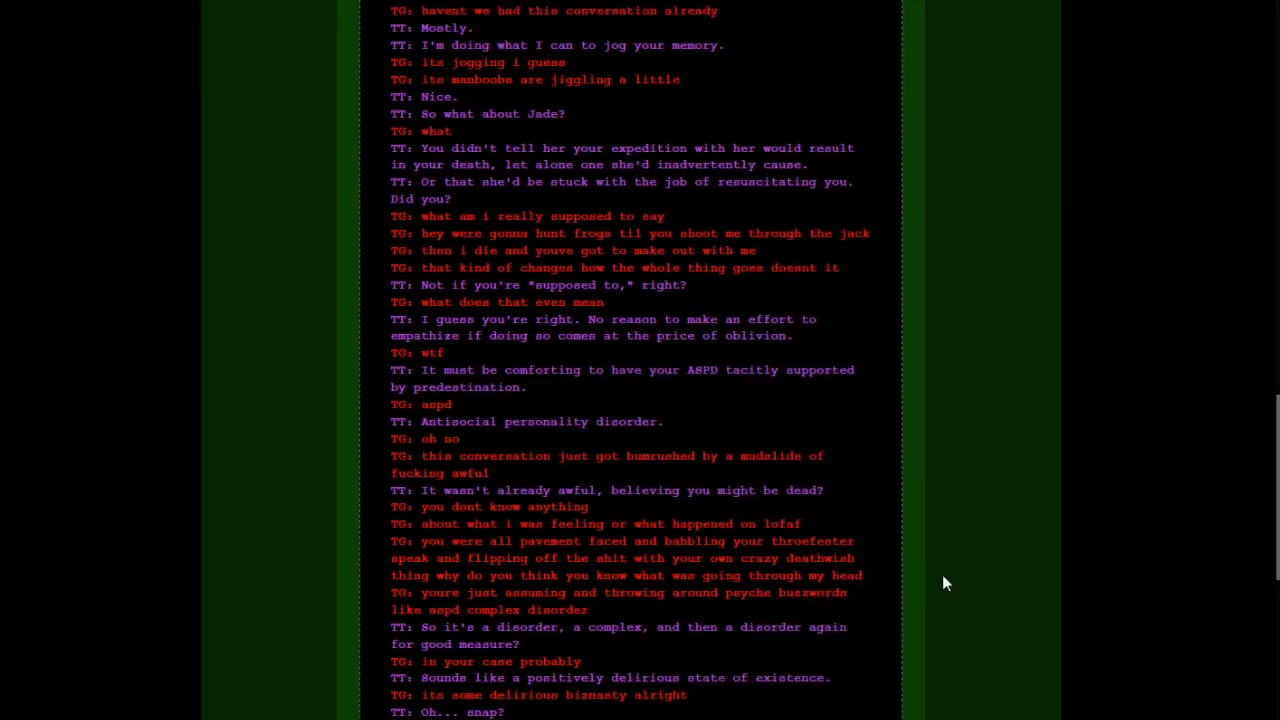 TG: havent we had this conversation already
TT: Mostly.
TT: I'm doing what I can to jog your memory.
TG: its jogging i guess
TG: its manboobs are jiggling a little
TT: Nice.
TT: So what about Jade?
TG: what
TT: You didn't tell her your expedition with her would result
in your death, let alone one she'd inadvertently cause.
TT: Or that she'd be stuck with the job of resuscitating you.
Did you?
TG: what am i really supposed to say
TG: hey were gonna hunt frogs til you shoot me through the jack
TG: then i die and youve got to make out with me
TG: that kind of changes how the whole thing goes doesnt it
TT: Not if you're "supposed to," right?
TG: what does that even mean
TT: I guess you're right. No reason to make an effort to
empathize if doing so comes at the price of oblivion.
TG: wtf
TT: It must be comforting to have your ASPD tacitly supported
by predestination.
TG: aspd
TT: Antisocial personality disorder.
TG: oh no
TG: this conversation just got bumrushed by a mudslide of
fucking awful
TT: It wasn't already awful, believing you might be dead?
TG: you dont know anything
TG: about what i was feeling or what happened on lofaf
TG: you were all pavement faced and babbling your throefester
speak and flipping off the shit with your own crazy deathwish
thing why do you think you know what was going through my head
TG: youre just assuming and throwing around psyche buzzwords
like aspd complex disorder
TT: So it's a disorder, a complex, and then a disorder again
for good measure?
TG: in your case probably
TT: Sounds like a positively delirious state of existence.
TG: its some delirious biznasty alright
TT: Oh... snap?